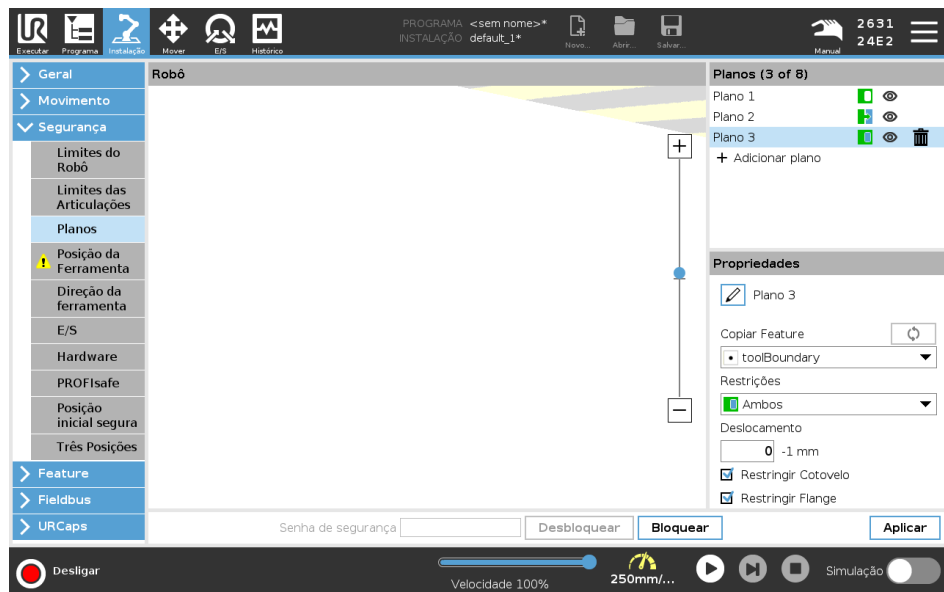 Executar Programa Instalação Mover E/S Histórico
PROGRAMA <sem nome>*
INSTALAÇÃO default_1*
Novo... Abrir... Salvar...
Manual
2631
24E2
Geral
Movimento
Segurança
Limites do
Robô
Limites das
Articulações
Planos
Posição da
Ferramenta
Direção da
ferramenta
E/S
Hardware
PROFIsafe
Posição
inicial segura
Três Posições
Feature
Fieldbus
URCaps
Robô
Planos (3 of 8)
Plano 1
Plano 2
Plano 3
+ Adicionar plano
Propriedades
Plano 3
Copiar Feature
toolBoundary
Restrições
Ambos
Deslocamento
0 -1 mm
Restringir Cotovelo
Restringir Flange
Senha de segurança Desbloquear Bloquear Aplicar
Desligar
Velocidade 100%
250mm/...
Simulação